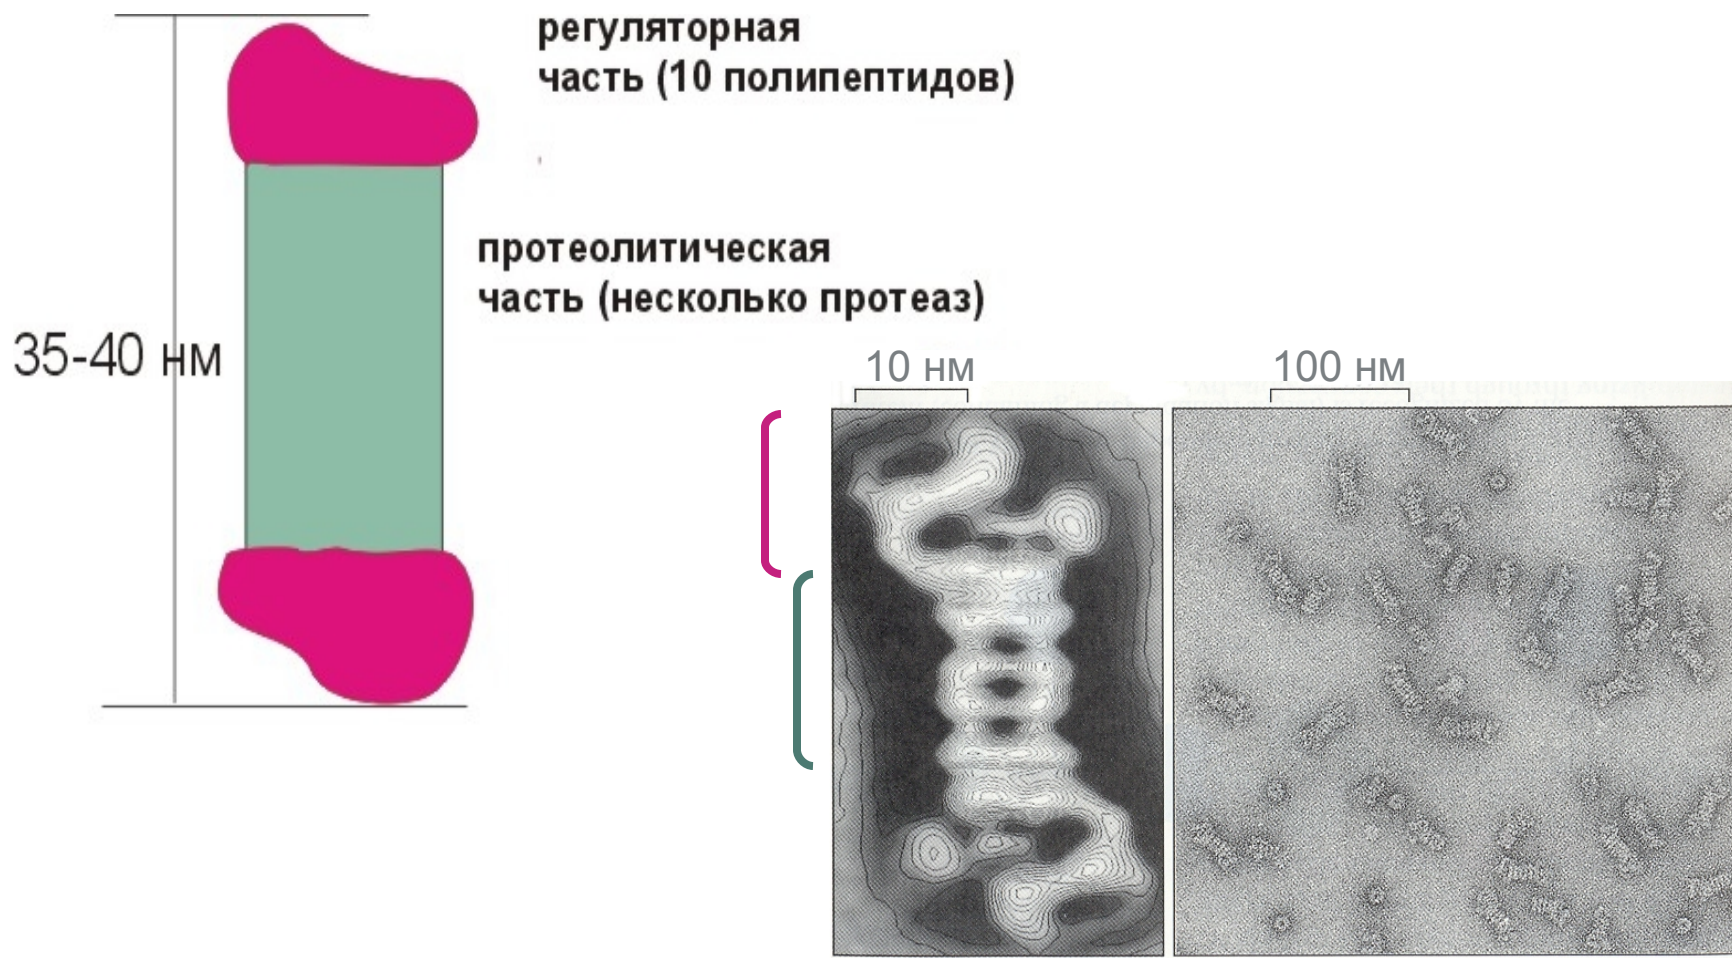 регуляторная
часть (10 полипептидов)
протеолитическая
часть (несколько протеаз)
35-40 нм
10 нм
100 нм